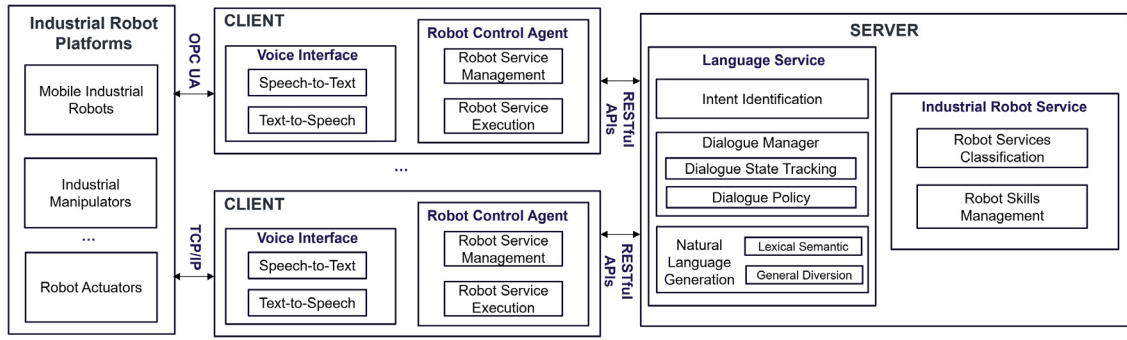 Industrial Robot
Platforms
Mobile Industrial
Robots
Industrial
Manipulators
...
Robot Actuators
OPC UA
TCP/IP
CLIENT
Voice Interface
Speech-to-Text
Text-to-Speech
Robot Control Agent
Robot Service
Management
Robot Service
Execution
...
CLIENT
Voice Interface
Speech-to-Text
Text-to-Speech
Robot Control Agent
Robot Service
Management
Robot Service
Execution
RESTful
APIs
RESTful
APIs
SERVER
Language Service
Intent Identification
Dialogue Manager
Dialogue State Tracking
Dialogue Policy
Natural
Language
Generation
Lexical Semantic
General Diversion
Industrial Robot Service
Robot Services
Classification
Robot Skills
Management